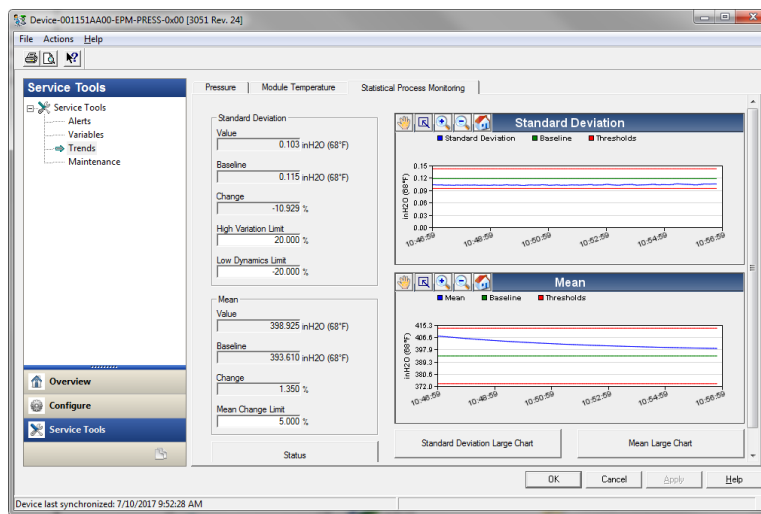 Device-001151AA00-EPM-PRESS-0x00 [3051 Rev. 24]
File Actions Help
Service Tools
Service Tools
Alerts
Variables
Trends
Maintenance
Overview
Configure
Service Tools
Pressure
Module Temperature
Statistical Process Monitoring
Standard Deviation
Value
0.103 inH2O (68°F)
Baseline
0.115 inH2O (68°F)
Change
-10.929 %
High Variation Limit
20.000 %
Low Dynamics Limit
-20.000 %
Mean
Value
398.925 inH2O (68°F)
Baseline
393.610 inH2O (68°F)
Change
1.350 %
Mean Change Limit
5.000 %
Status
Standard Deviation
Standard Deviation Baseline Thresholds
inH2O (68°F)
0.15
0.12
0.09
0.06
0.03
0.00
10:46:59 10:48:59 10:50:59 10:52:59 10:54:59 10:56:59
Mean
Mean Baseline Thresholds
inH2O (68°F)
415.3
406.6
397.9
389.3
380.6
372.0
10:46:59 10:48:59 10:50:59 10:52:59 10:54:59 10:56:59
Standard Deviation Large Chart
Mean Large Chart
OK Cancel Apply Help
Device last synchronized: 7/10/2017 9:52:28 AM